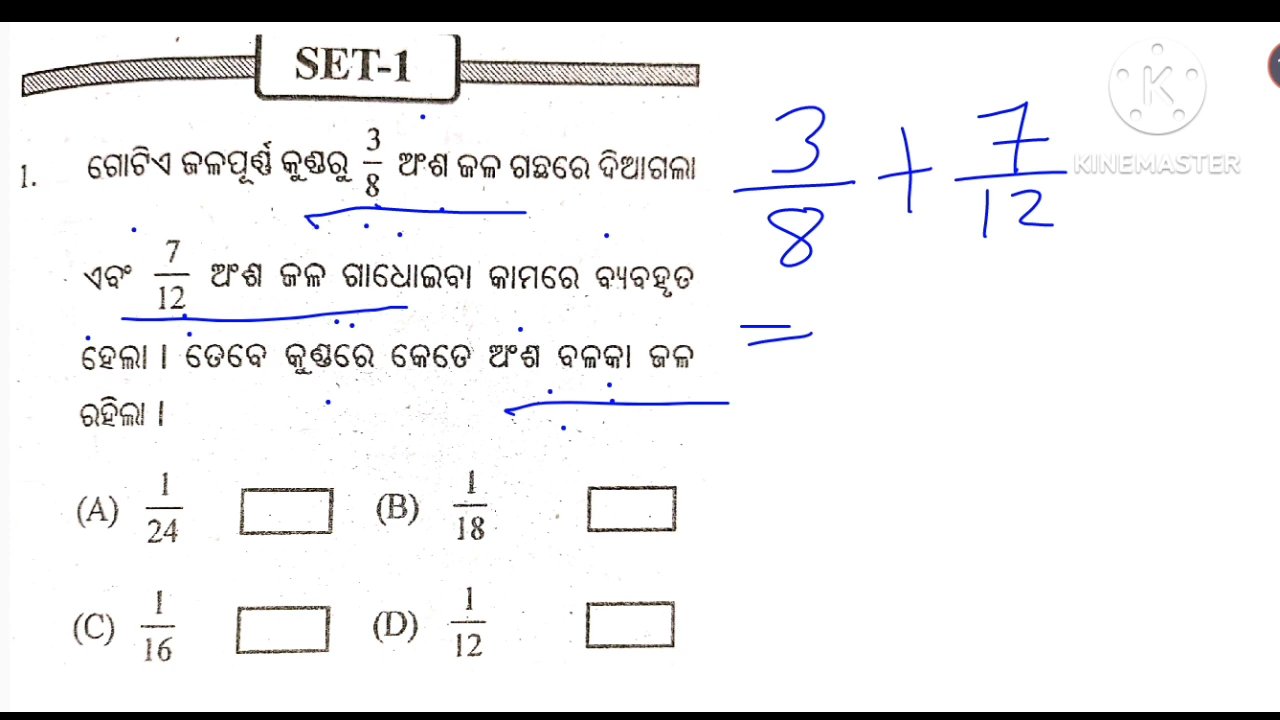 SET-1
1. ଗୋଟିଏ ଜଳପୂର୍ଣ୍ଣ କୁଣ୍ଡରୁ 3/8 ଅଂଶ ଜଳ ଗଛରେ ଦିଆଗଲା
ଏବଂ 7/12 ଅଂଶ ଜଳ ଗାଧୋଇବା କାମରେ ବ୍ୟବହୃତ
ହେଲା । ତେବେ କୁଣ୍ଡରେ କେତେ ଅଂଶ ବଳକା ଜଳ
ରହିଲା ।
(A) 1/24 (B) 1/18
(C) 1/16 (D) 1/12
3/8 + 7/12
=
K
KINEMASTER